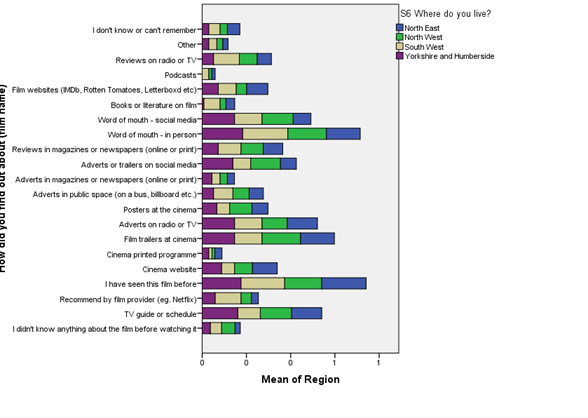 S6 Where do you live?
North East
North West
South West
Yorkshire and Humberside
How did you find out about (film name)
I don't know or can't remember
Other
Reviews on radio or TV
Podcasts
Film websites (IMDb, Rotten Tomatoes, Letterboxd etc)
Books or literature on film
Word of mouth - social media
Word of mouth - in person
Reviews in magazines or newspapers (online or print)
Adverts or trailers on social media
Adverts in magazines or newspapers (online or print)
Adverts in public space (on a bus, billboard etc.)
Posters at the cinema
Adverts on radio or TV
Film trailers at cinema
Cinema printed programme
Cinema website
I have seen this film before
Recommend by film provider (eg. Netflix)
TV guide or schedule
I didn't know anything about the film before watching it
0 0 0 1 1
Mean of Region